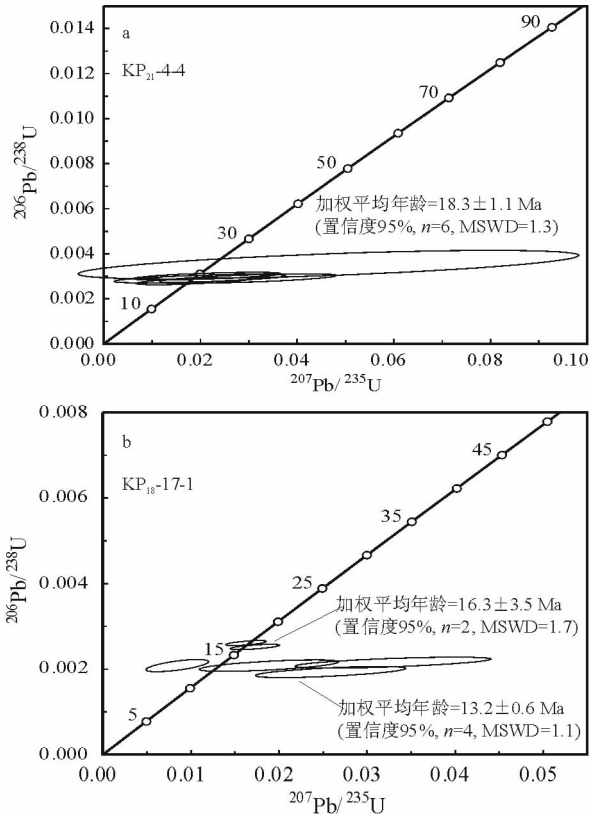 a
KP21-4-4
206Pb/238U
0.014
0.012
0.010
0.008
0.006
0.004
0.002
0.000
10
30
50
70
90
加权平均年龄=18.3±1.1 Ma
(置信度95%, n=6, MSWD=1.3)
0.00
0.02
0.04
0.06
0.08
0.10
207Pb/235U
b
KP18-17-1
206Pb/238U
0.008
0.006
0.004
0.002
0.000
5
15
25
35
45
加权平均年龄=16.3±3.5 Ma
(置信度95%, n=2, MSWD=1.7)
加权平均年龄=13.2±0.6 Ma
(置信度95%, n=4, MSWD=1.1)
0.00
0.01
0.02
0.03
0.04
0.05
207Pb/235U